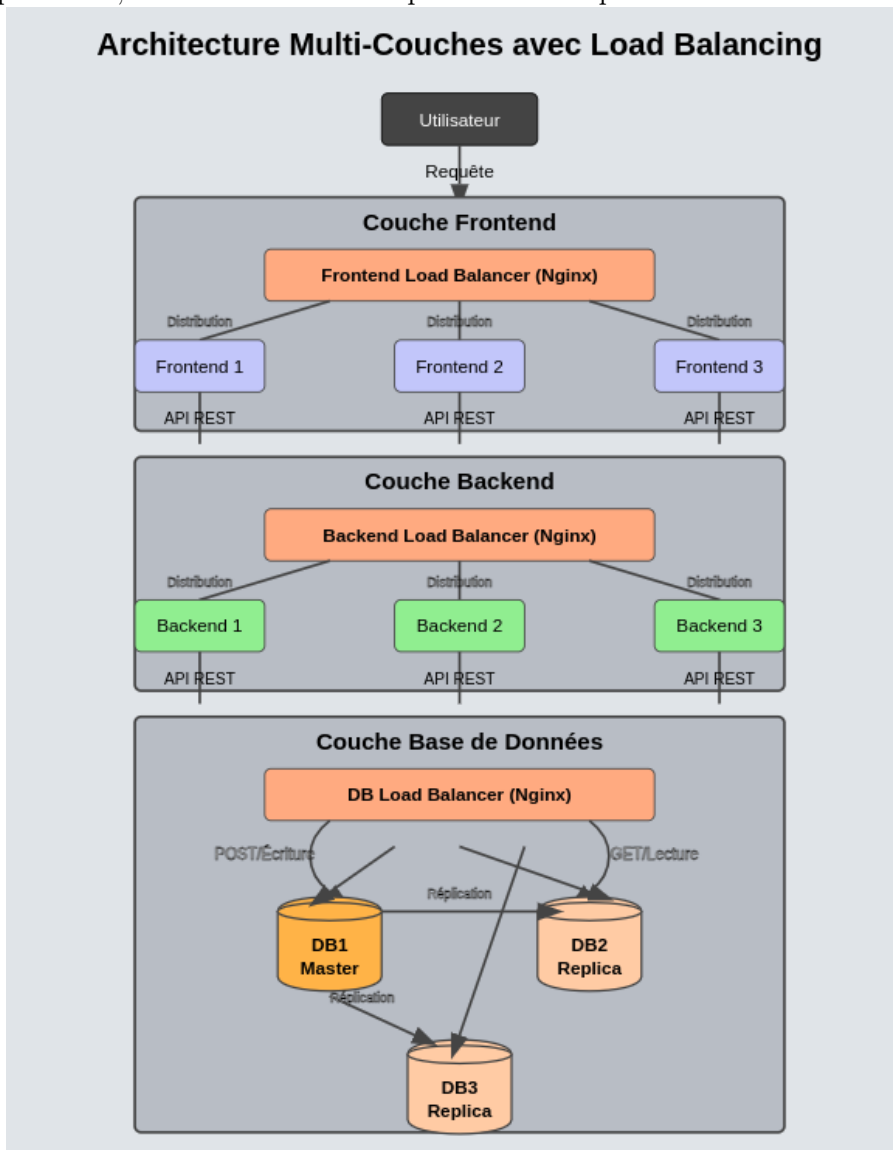 Architecture Multi-Couches avec Load Balancing
Utilisateur
Requête
Couche Frontend
Frontend Load Balancer (Nginx)
Distribution
Distribution
Distribution
Frontend 1
Frontend 2
Frontend 3
API REST
API REST
API REST
Couche Backend
Backend Load Balancer (Nginx)
Distribution
Distribution
Distribution
Backend 1
Backend 2
Backend 3
API REST
API REST
API REST
Couche Base de Données
DB Load Balancer (Nginx)
POST/Écriture
GET/Lecture
Réplication
DB1
Master
DB2
Replica
Réplication
DB3
Replica